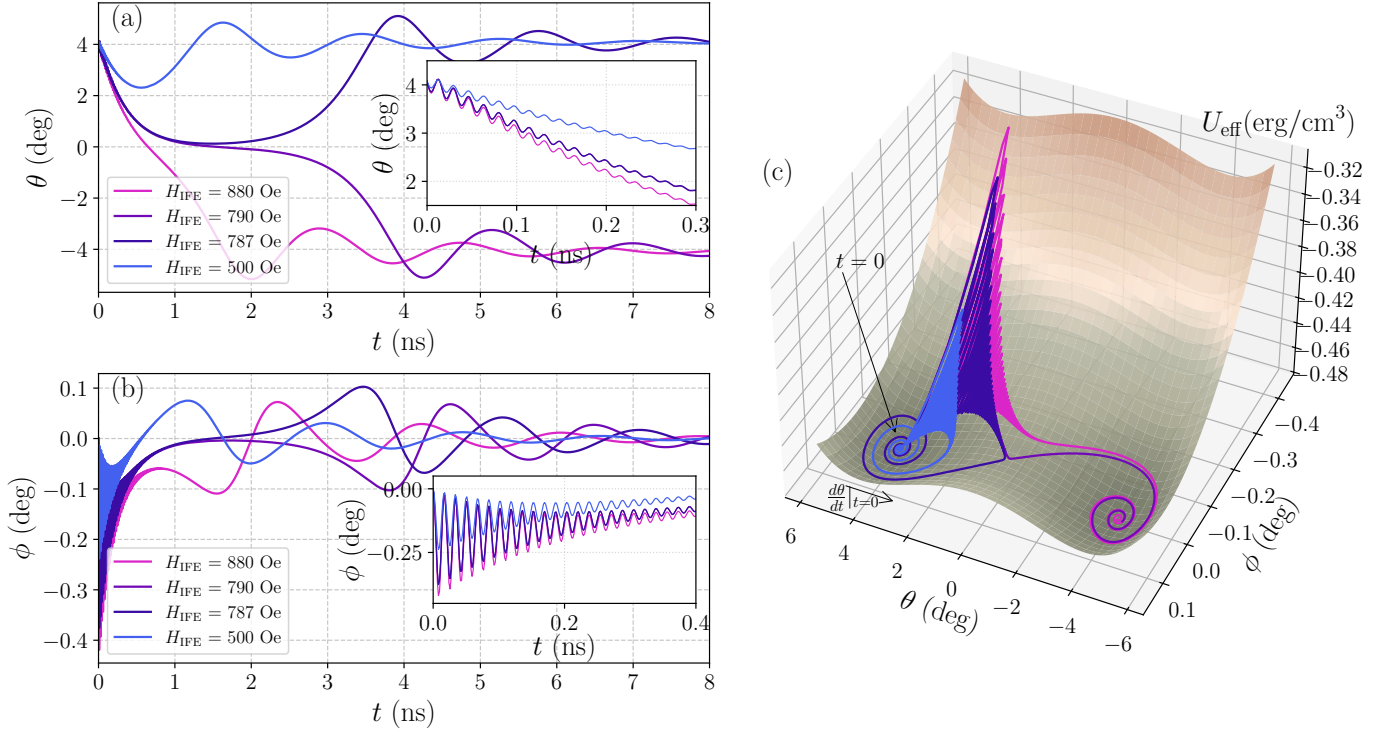 (a)
θ (deg)
4
2
0
−2
−4
H_IFE = 880 Oe
H_IFE = 790 Oe
H_IFE = 787 Oe
H_IFE = 500 Oe
0 1 2 3 4 5 6 7 8
t (ns)
θ (deg)
4
3
2
0.0 0.1 0.2 0.3
t (ns)
(b)
ϕ (deg)
0.1
0.0
−0.1
−0.2
−0.3
−0.4
H_IFE = 880 Oe
H_IFE = 790 Oe
H_IFE = 787 Oe
H_IFE = 500 Oe
0 1 2 3 4 5 6 7 8
t (ns)
ϕ (deg)
0.00
−0.25
0.0 0.2 0.4
t (ns)
(c)
U_eff(erg/cm³)
−0.32
−0.34
−0.36
−0.38
−0.40
−0.42
−0.44
−0.46
−0.48
t = 0
dθ/dt|t=0
6 4 2 0 −2 −4 −6
θ (deg)
−0.4
−0.3
−0.2
−0.1
0.0
0.1
ϕ (deg)